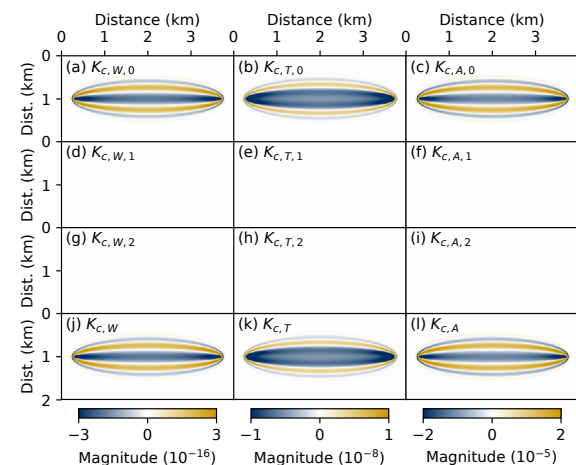 Distance (km) Distance (km) Distance (km)
0 1 2 3 0 1 2 3 0 1 2 3
0 (a) K_{c,W,0} (b) K_{c,T,0} (c) K_{c,A,0}
Dist. (km) 1
0 (d) K_{c,W,1} (e) K_{c,T,1} (f) K_{c,A,1}
Dist. (km) 1
0 (g) K_{c,W,2} (h) K_{c,T,2} (i) K_{c,A,2}
Dist. (km) 1
0 (j) K_{c,W} (k) K_{c,T} (l) K_{c,A}
Dist. (km) 1
2
−3 0 3 −1 0 1 −2 0 2
Magnitude (10^{−16}) Magnitude (10^{−8}) Magnitude (10^{−5})